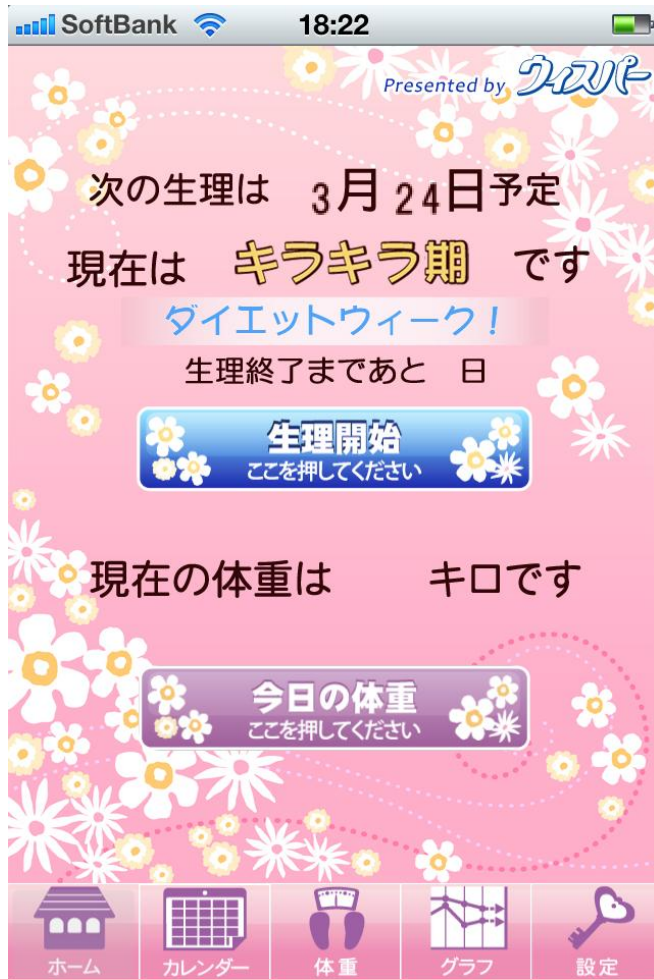 SoftBank 18:22
Presented by ウィスパー
次の生理は 3月24日予定
現在は キラキラ期 です
ダイエットウィーク!
生理終了まであと 日
生理開始
ここを押してください
現在の体重は キロです
今日の体重
ここを押してください
ホーム カレンダー 体重 グラフ 設定